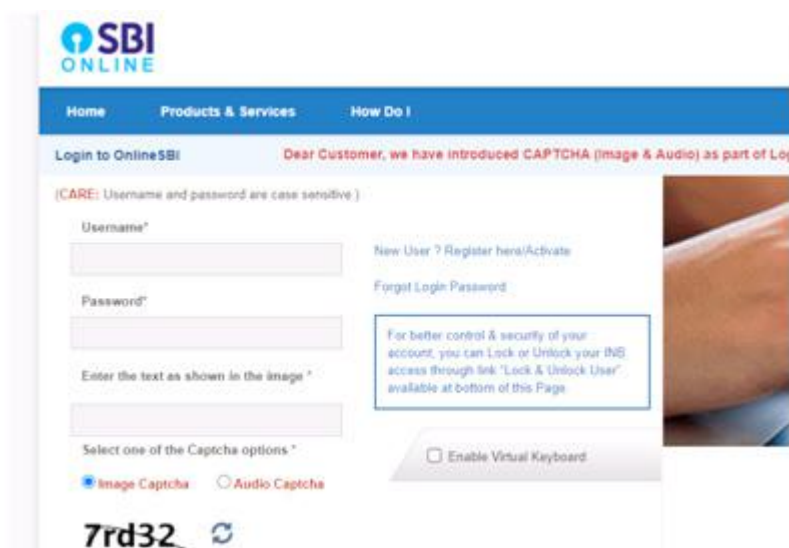 SBI
ONLINE
Home Products & Services How Do I
Login to OnlineSBI Dear Customer, we have introduced CAPTCHA (Image & Audio) as part of Log
(CARE: Username and password are case sensitive )
Username*
New User ? Register here/Activate
Forgot Login Password
Password*
For better control & security of your
account, you can Lock or Unlock your INB
access through link "Lock & Unlock User"
available at bottom of this Page
Enter the text as shown in the image *
Select one of the Captcha options *
Enable Virtual Keyboard
Image Captcha Audio Captcha
7rd32